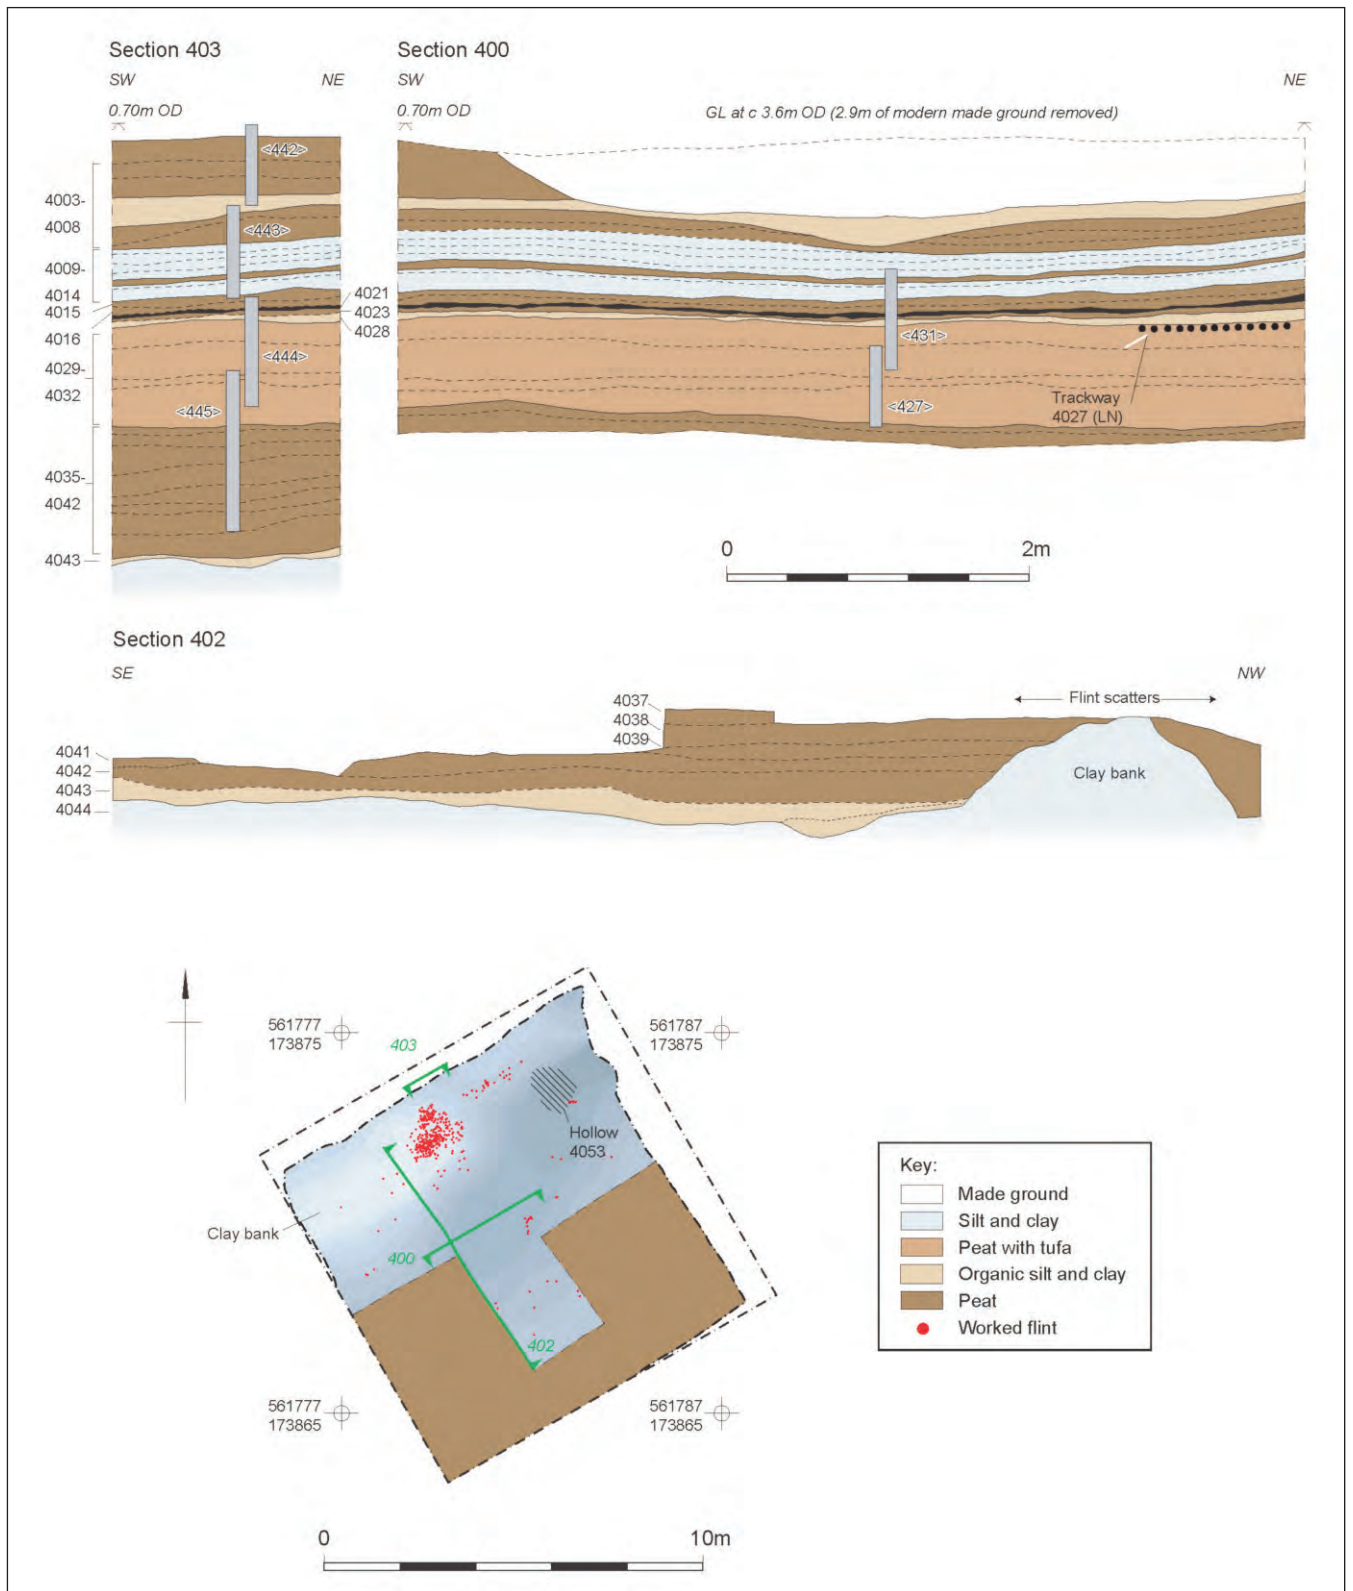 Section 403
SW
NE
0.70m OD
<442>
4003-
4008
<443>
4009-
4014
4015
4021
4023
4016
4028
<444>
4029-
4032
<445>
4035-
4042
4043
Section 400
SW
NE
0.70m OD
GL at c 3.6m OD (2.9m of modern made ground removed)
<431>
<427>
Trackway
4027 (LN)
0
2m
Section 402
SE
NW
4037
4038
4039
Flint scatters
4041
4042
4043
4044
Clay bank
561777
173875
403
561787
173875
Hollow
4053
Clay bank
400
402
561777
173865
561787
173865
0
10m
Key:
Made ground
Silt and clay
Peat with tufa
Organic silt and clay
Peat
Worked flint